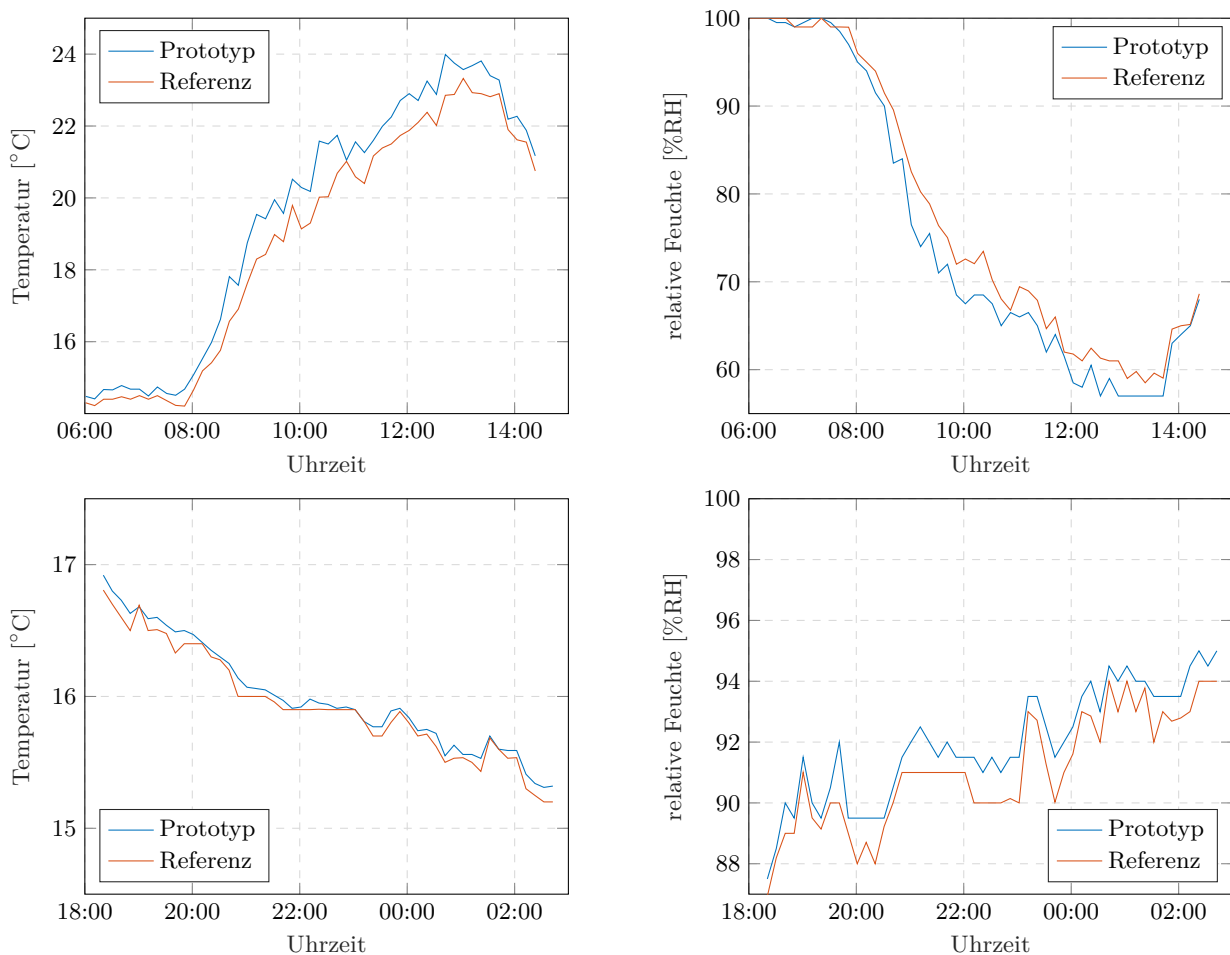 Prototyp
Referenz
Temperatur [°C]
24
22
20
18
16
06:00 08:00 10:00 12:00 14:00
Uhrzeit
Prototyp
Referenz
relative Feuchte [%RH]
100
90
80
70
60
06:00 08:00 10:00 12:00 14:00
Uhrzeit
Temperatur [°C]
17
16
15
Prototyp
Referenz
18:00 20:00 22:00 00:00 02:00
Uhrzeit
relative Feuchte [%RH]
100
98
96
94
92
90
88
Prototyp
Referenz
18:00 20:00 22:00 00:00 02:00
Uhrzeit